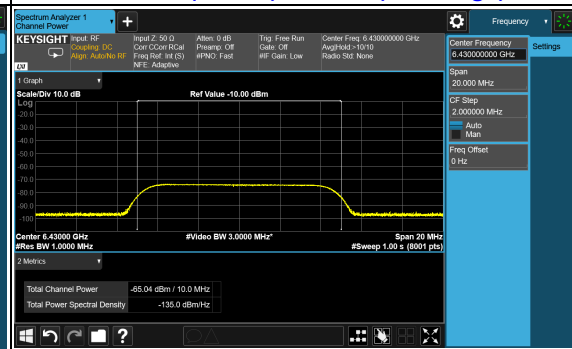 Spectrum Analyzer 1
Channel Power
KEYSIGHT
Input: RF
Coupling: DC
Align: Auto/No RF
Input Z: 50 Ω
Corr CCorr RCal
Freq Ref: Int (S)
NFE: Adaptive
Atten: 0 dB
Preamp: Off
#PNO: Fast
Trig: Free Run
Gate: Off
#IF Gain: Low
Center Freq: 6.430000000 GHz
Avg|Hold:>10/10
Radio Std: None
LXI
1 Graph
Scale/Div 10.0 dB
Ref Value -10.00 dBm
Log
-20.0
-30.0
-40.0
-50.0
-60.0
-70.0
-80.0
-90.0
-100
Center 6.43000 GHz
#Video BW 3.0000 MHz*
Span 20 MHz
#Res BW 1.0000 MHz
#Sweep 1.00 s (8001 pts)
2 Metrics
Total Channel Power -65.04 dBm / 10.0 MHz
Total Power Spectral Density -135.0 dBm/Hz
?
Frequency
Settings
Center Frequency
6.430000000 GHz
Span
20.000 MHz
CF Step
2.000000 MHz
Auto
Man
Freq Offset
0 Hz